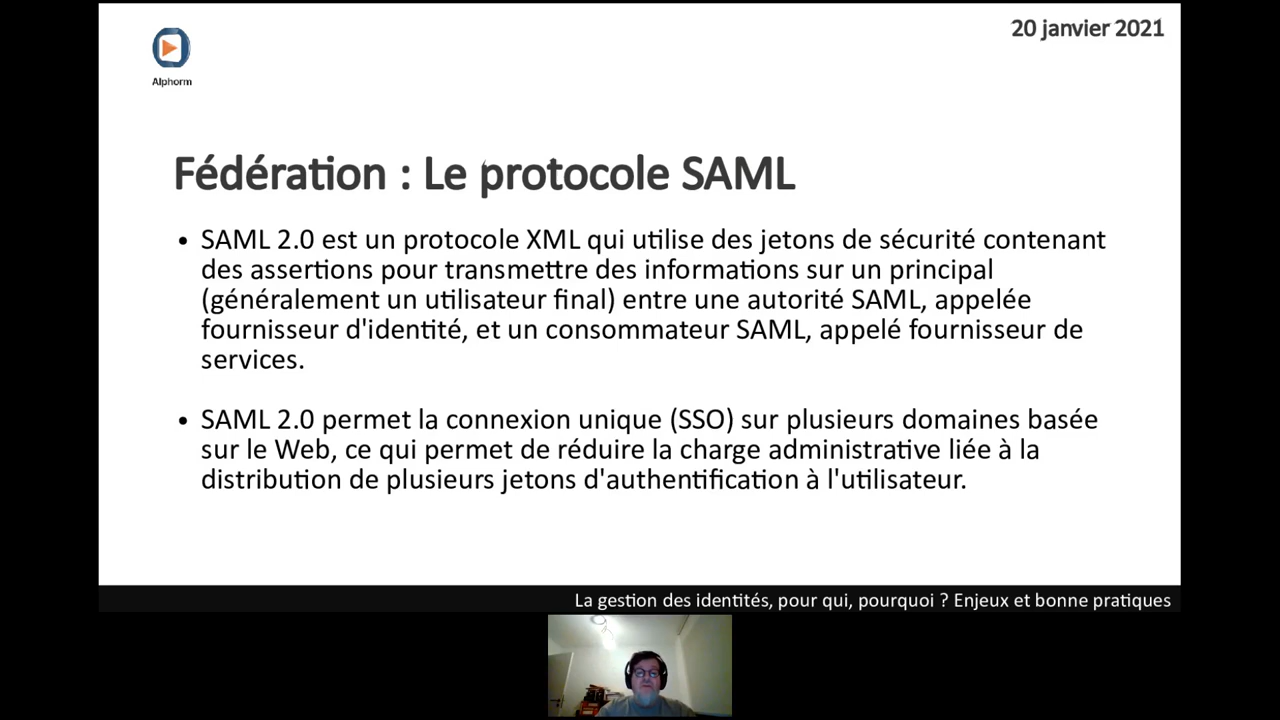 20 janvier 2021
Alphorm
Fédération : Le protocole SAML
• SAML 2.0 est un protocole XML qui utilise des jetons de sécurité contenant
des assertions pour transmettre des informations sur un principal
(généralement un utilisateur final) entre une autorité SAML, appelée
fournisseur d'identité, et un consommateur SAML, appelé fournisseur de
services.
• SAML 2.0 permet la connexion unique (SSO) sur plusieurs domaines basée
sur le Web, ce qui permet de réduire la charge administrative liée à la
distribution de plusieurs jetons d'authentification à l'utilisateur.
La gestion des identités, pour qui, pourquoi ? Enjeux et bonne pratiques